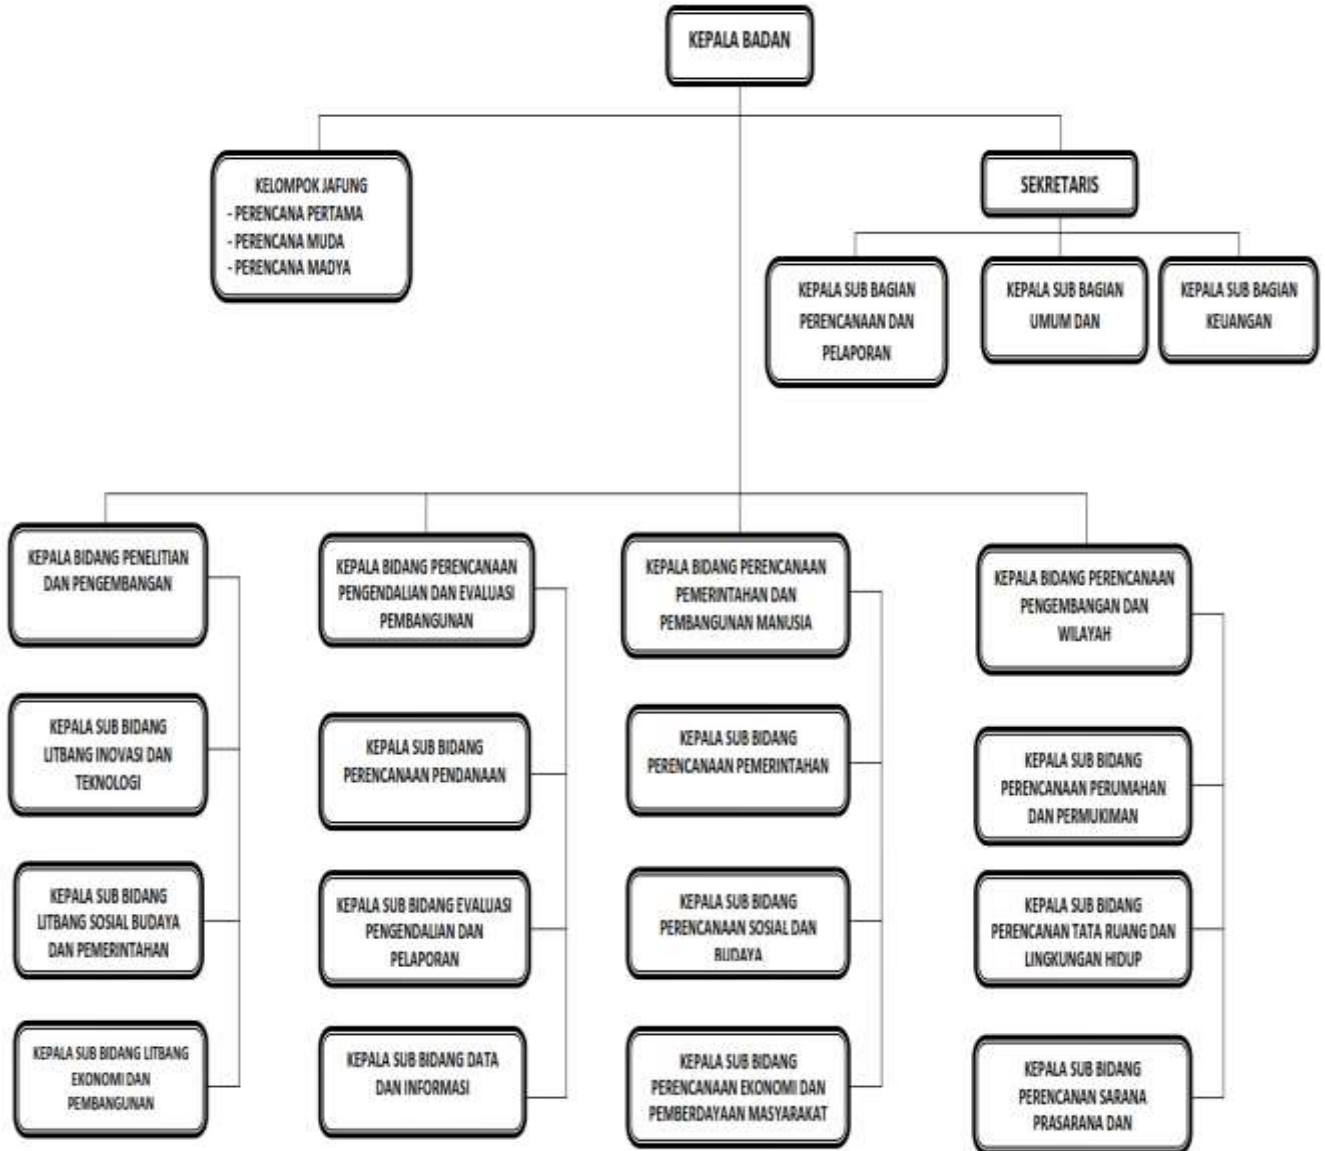 KEPALA BADAN
KELOMPOK JAFUNG
- PERENCANA PERTAMA
- PERENCANA MUDA
- PERENCANA MADYA
SEKRETARIS
KEPALA SUB BAGIAN
PERENCANAAN DAN
PELAPORAN
KEPALA SUB BAGIAN
UMUM DAN
KEPALA SUB BAGIAN
KEUANGAN
KEPALA BIDANG PENELITIAN
DAN PENGEMBANGAN
KEPALA SUB BIDANG
LITBANG INOVASI DAN
TEKNOLOGI
KEPALA SUB BIDANG
LITBANG SOSIAL BUDAYA
DAN PEMERINTAHAN
KEPALA SUB BIDANG LITBANG
EKONOMI DAN
PEMBANGUNAN
KEPALA BIDANG PERENCANAAN
PENGENDALIAN DAN EVALUASI
PEMBANGUNAN
KEPALA SUB BIDANG
PERENCANAAN PENDANAAN
KEPALA SUB BIDANG EVALUASI
PENGENDALIAN DAN
PELAPORAN
KEPALA SUB BIDANG DATA
DAN INFORMASI
KEPALA BIDANG PERENCANAAN
PEMERINTAHAN DAN
PEMBANGUNAN MANUSIA
KEPALA SUB BIDANG
PERENCANAAN PEMERINTAHAN
KEPALA SUB BIDANG
PERENCANAAN SOSIAL DAN
BUDAYA
KEPALA SUB BIDANG
PERENCANAAN EKONOMI DAN
PEMBERDAYAAN MASYARAKAT
KEPALA BIDANG PERENCANAAN
PENGEMBANGAN DAN
WILAYAH
KEPALA SUB BIDANG
PERENCANAAN PERUMAHAN
DAN PERMUKIMAN
KEPALA SUB BIDANG
PERENCANAN TATA RUANG DAN
LINGKUNGAN HIDUP
KEPALA SUB BIDANG
PERENCANAN SARANA
PRASARANA DAN